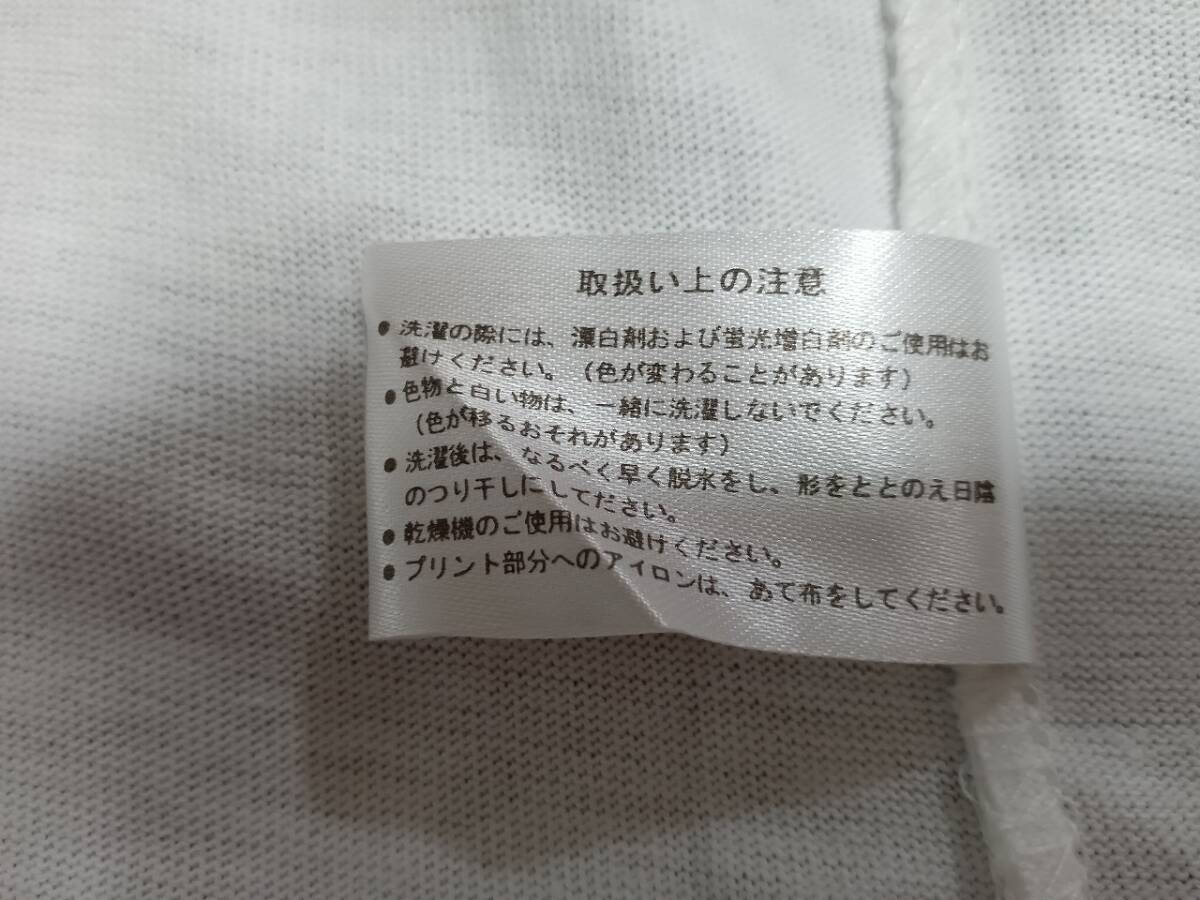 取扱い上の注意
●洗濯の際には、漂白剤および蛍光増白剤のご使用はお
避けください。(色が変わることがあります)
●色物と白い物は、一緒に洗濯しないでください。
(色が移るおそれがあります)
●洗濯後は、なるべく早く脱水をし、形をととのえ日陰
のつり干しにしてださい。
●乾燥機のご使用はお避けください。
●プリント部分へのアイロンは、あて布をしてください。